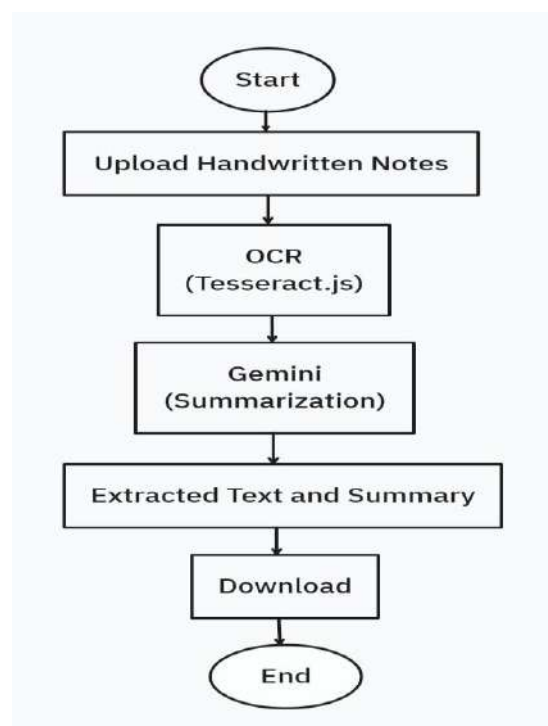 Start
Upload Handwritten Notes
OCR
(Tesseract.js)
Gemini
(Summarization)
Extracted Text and Summary
Download
End